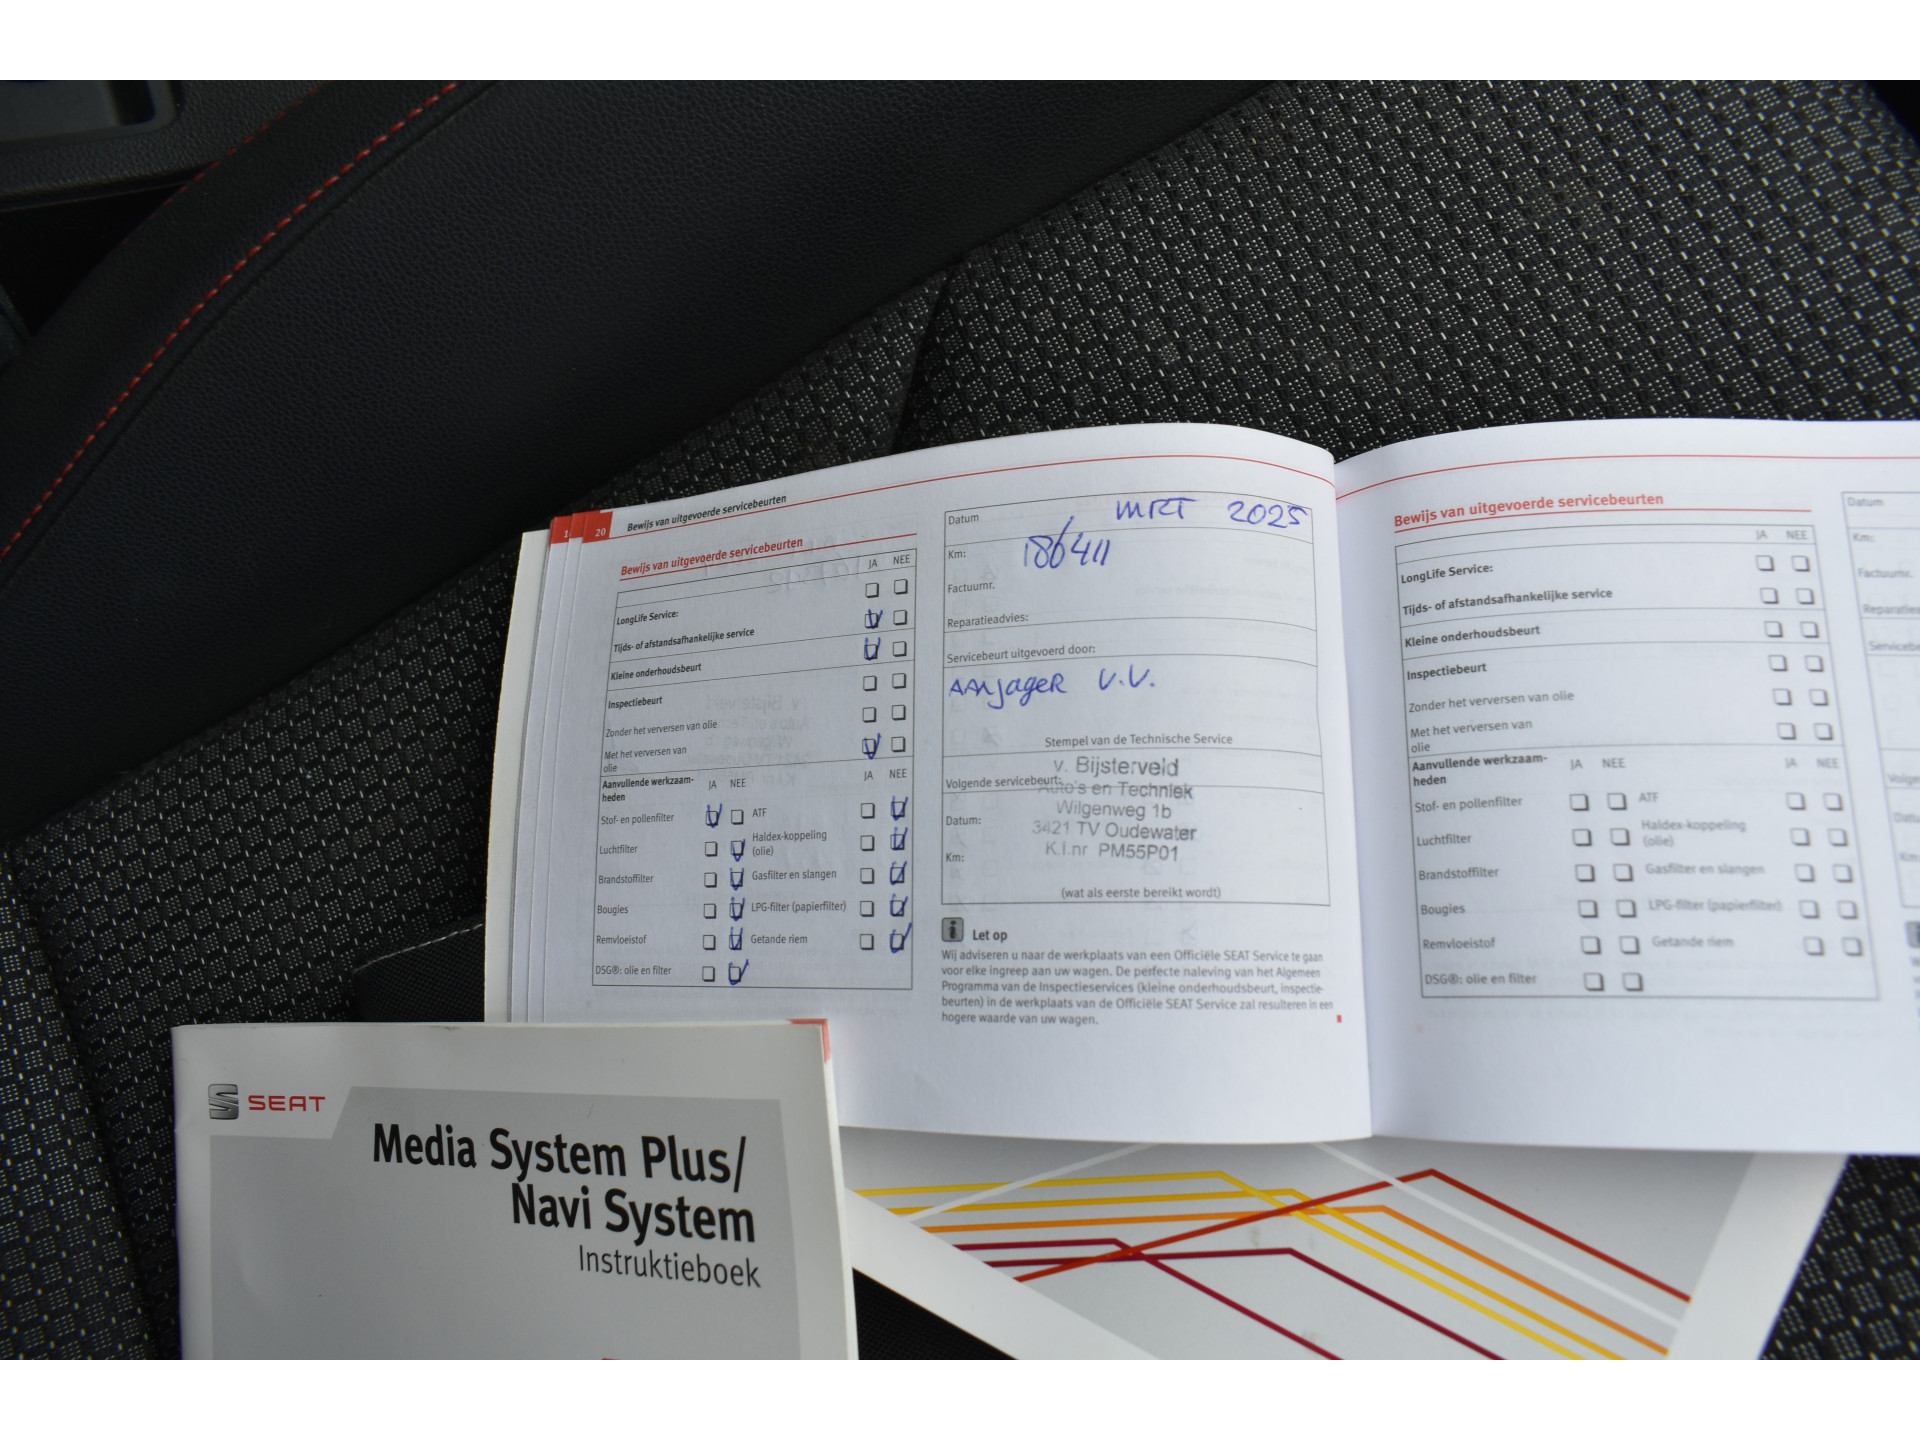 20 Bewijs van uitgevoerde servicebeurten
Bewijs van uitgevoerde servicebeurten
JA NEE
LongLife Service:
Tijds- of afstandsafhankelijke service
Kleine onderhoudsbeurt
Inspectiebeurt
Zonder het verversen van olie
Met het verversen van
olie
Aanvullende werkzaam-
heden
JA NEE JA NEE
Stof- en pollenfilter ATF
Luchtfilter Haldex-koppeling
(olie)
Brandstoffilter Gasfilter en slangen
Bougies LPG-filter (papierfilter)
Remvloeistof Getande riem
DSG®: olie en filter
Datum MRT 2025
Km: 186411
Factuurnr.
Reparatieadvies:
Servicebeurt uitgevoerd door:
AANJAGER V.V.
Stempel van de Technische Service
v. Bijsterveld
Volgende servicebeurt:
Auto's en Techniek
Wilgenweg 1b
Datum:
3421 TV Oudewater
K.I.nr PM55P01
Km:
(wat als eerste bereikt wordt)
i Let op
Wij adviseren u naar de werkplaats van een Officiële SEAT Service te gaan
voor elke ingreep aan uw wagen. De perfecte naleving van het Algemeen
Programma van de Inspectieservices (kleine onderhoudsbeurt, inspectie-
beurten) in de werkplaats van de Officiële SEAT Service zal resulteren in een
hogere waarde van uw wagen.
Bewijs van uitgevoerde servicebeurten
JA NEE
LongLife Service:
Tijds- of afstandsafhankelijke service
Kleine onderhoudsbeurt
Inspectiebeurt
Zonder het verversen van olie
Met het verversen van
olie
Aanvullende werkzaam-
heden
JA NEE JA NEE
Stof- en pollenfilter ATF
Luchtfilter Haldex-koppeling
(olie)
Brandstoffilter Gasfilter en slangen
Bougies LPG-filter (papierfilter)
Remvloeistof Getande riem
DSG®: olie en filter
Datum
Km:
Factuurnr.
SEAT
Media System Plus/
Navi System
Instruktieboek